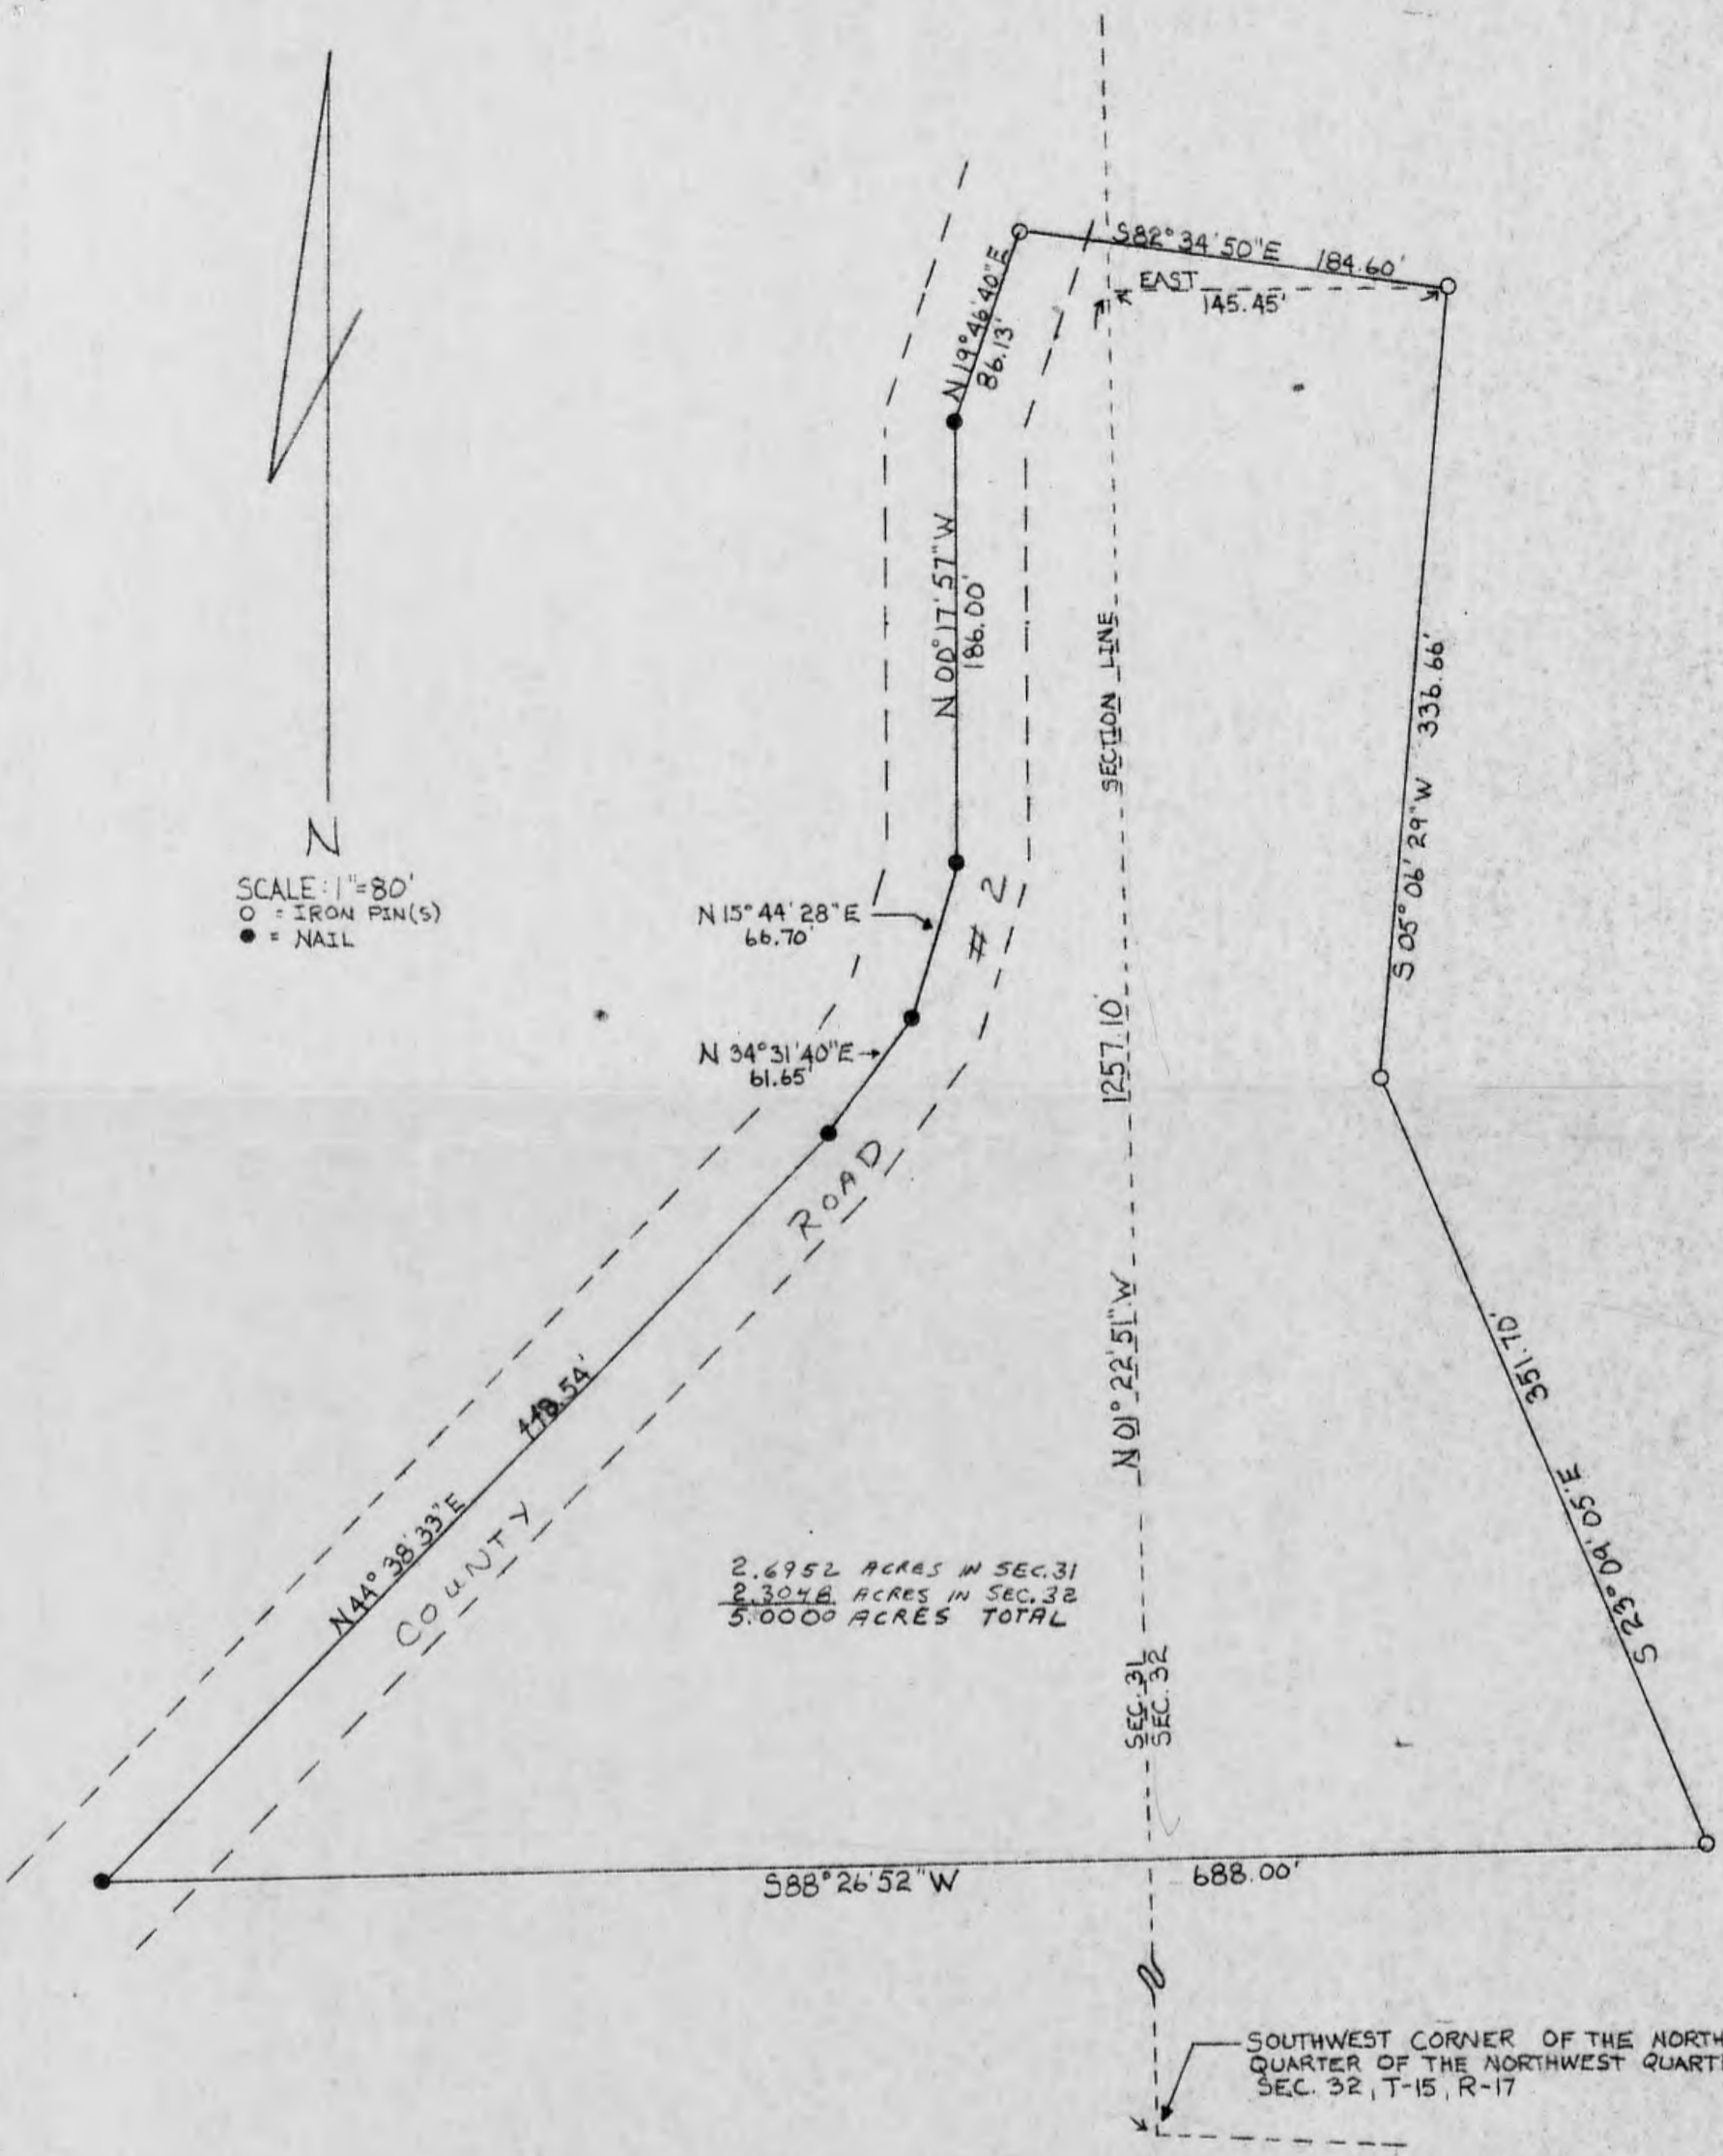 S82°34'50"E 184.60'
EAST
145.45'
N19°46'40"E
86.13'
N 00°17'57"W
186.00'
SECTION LINE
S 05°06'29"W 336.66'
N
SCALE: 1"=80'
○ = IRON PIN(S)
● = NAIL
N 15°44'28"E
66.70'
# 2
N 34°31'40"E
61.65'
1257.10'
ROAD
N 01°22'51"W
351.70'
S 23°09'05"E
448.54'
N44°38'33"E
COUNTY
2.6952 ACRES IN SEC.31
2.3048 ACRES IN SEC.32
5.0000 ACRES TOTAL
SEC. 31
SEC. 32
S88°26'52"W 688.00'
SOUTHWEST CORNER OF THE NORTH
QUARTER OF THE NORTHWEST QUART
SEC. 32, T-15, R-17